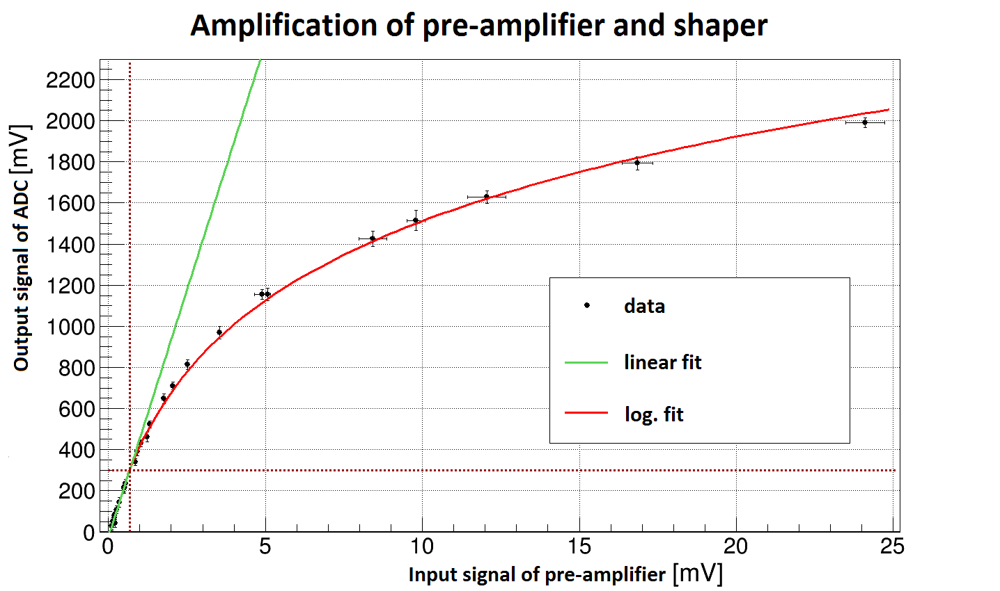 Amplification of pre-amplifier and shaper
Output signal of ADC [mV]
2200
2000
1800
1600
1400
1200
1000
800
600
400
200
0
data
linear fit
log. fit
0 5 10 15 20 25
Input signal of pre-amplifier [mV]